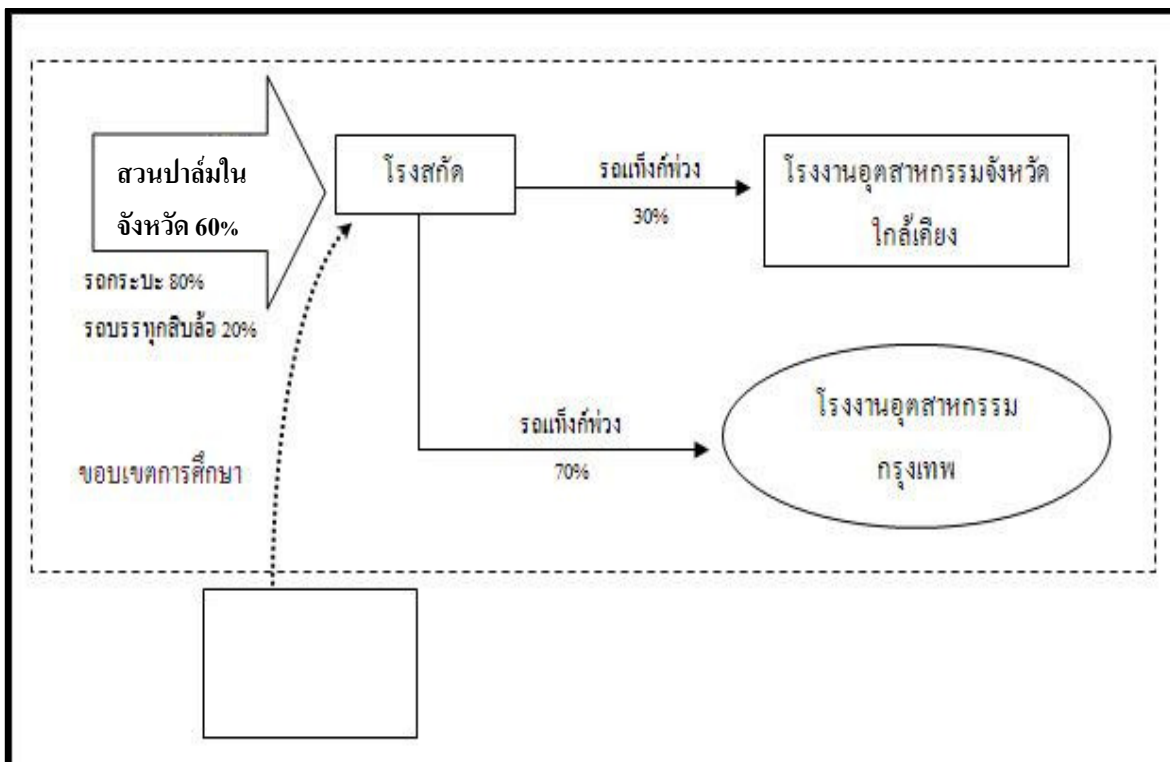 สวนปาล์มใน
จังหวัด 60%
รถกระบะ 80%
รถบรรทุกสิบล้อ 20%
โรงสกัด
รถแท็งก์พ่วง
30%
โรงงานอุตสาหกรรมจังหวัด
ใกล้เคียง
รถแท็งก์พ่วง
70%
โรงงานอุตสาหกรรม
กรุงเทพ
ขอบเขตการศึกษา